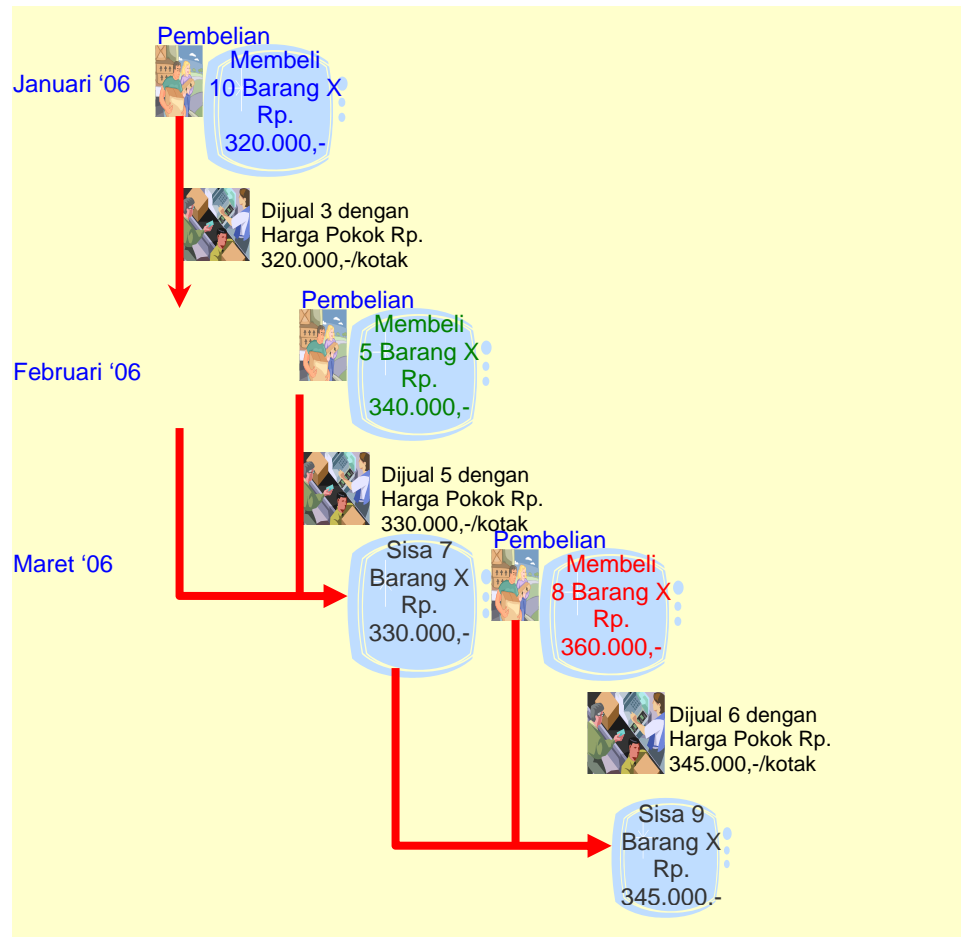 Pembelian
Januari ‘06
Membeli
10 Barang X
Rp.
320.000,-
Dijual 3 dengan
Harga Pokok Rp.
320.000,-/kotak
Pembelian
Februari ‘06
Membeli
5 Barang X
Rp.
340.000,-
Dijual 5 dengan
Harga Pokok Rp.
330.000,-/kotak
Maret ‘06
Sisa 7
Barang X
Rp.
330.000,-
Pembelian
Membeli
8 Barang X
Rp.
360.000,-
Dijual 6 dengan
Harga Pokok Rp.
345.000,-/kotak
Sisa 9
Barang X
Rp.
345.000.-